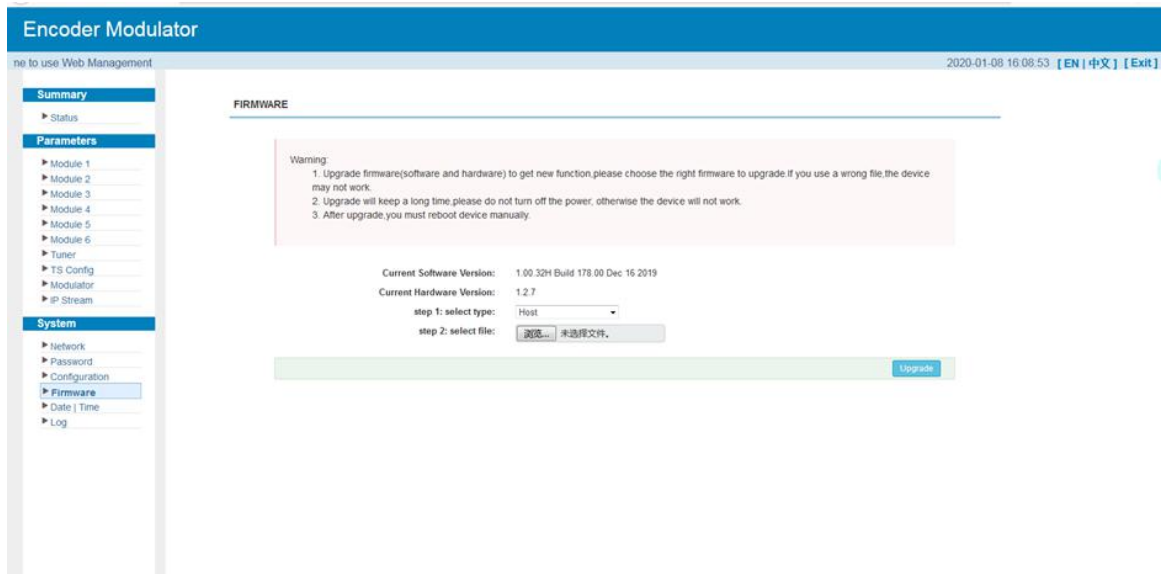 Encoder Modulator
ne to use Web Management
2020-01-08 16:08:53 [ EN | 中文 ] [ Exit ]
Summary
Status
Parameters
Module 1
Module 2
Module 3
Module 4
Module 5
Module 6
Tuner
TS Config
Modulator
IP Stream
System
Network
Password
Configuration
Firmware
Date | Time
Log
FIRMWARE
Warning:
1. Upgrade firmware(software and hardware) to get new function,please choose the right firmware to upgrade.If you use a wrong file,the device
may not work.
2. Upgrade will keep a long time,please do not turn off the power, otherwise the device will not work.
3. After upgrade,you must reboot device manually.
Current Software Version: 1.00.32H Build 178.00 Dec 16 2019
Current Hardware Version: 1.2.7
step 1: select type: Host
step 2: select file: 浏览... 未选择文件。
Upgrade